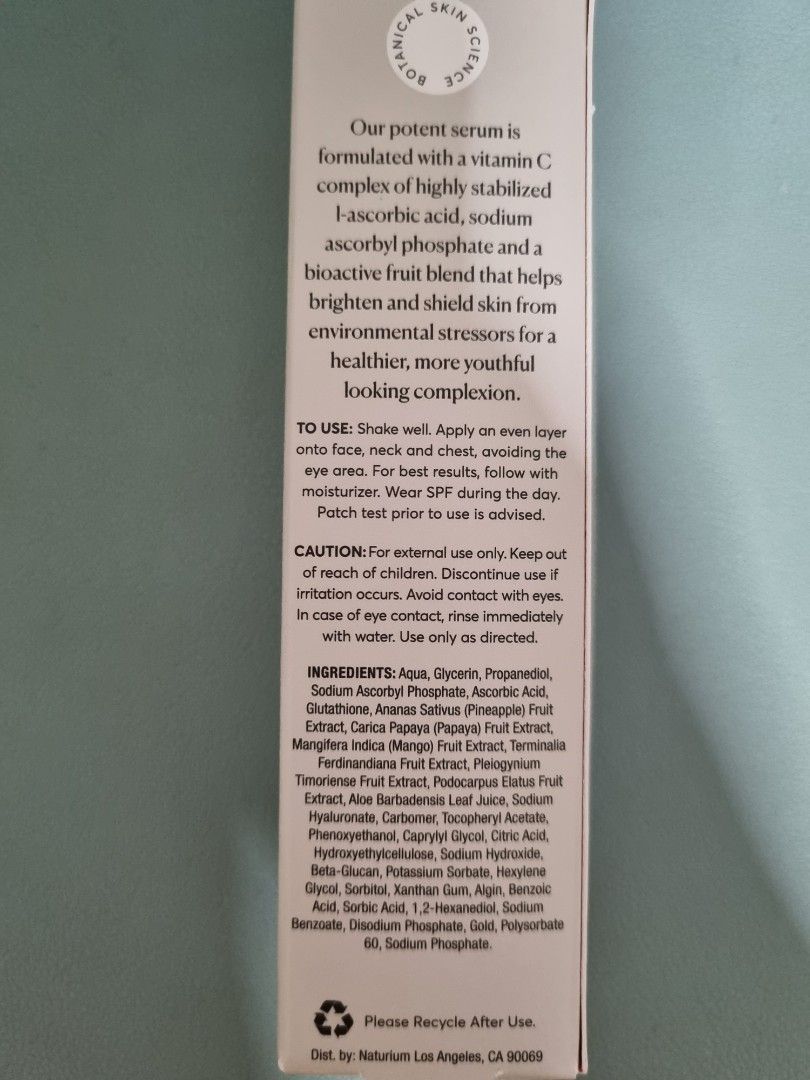 BOTANICAL SKIN SCIENCE
Our potent serum is
formulated with a vitamin C
complex of highly stabilized
l-ascorbic acid, sodium
ascorbyl phosphate and a
bioactive fruit blend that helps
brighten and shield skin from
environmental stressors for a
healthier, more youthful
looking complexion.
TO USE: Shake well. Apply an even layer
onto face, neck and chest, avoiding the
eye area. For best results, follow with
moisturizer. Wear SPF during the day.
Patch test prior to use is advised.
CAUTION: For external use only. Keep out
of reach of children. Discontinue use if
irritation occurs. Avoid contact with eyes.
In case of eye contact, rinse immediately
with water. Use only as directed.
INGREDIENTS: Aqua, Glycerin, Propanediol,
Sodium Ascorbyl Phosphate, Ascorbic Acid,
Glutathione, Ananas Sativus (Pineapple) Fruit
Extract, Carica Papaya (Papaya) Fruit Extract,
Mangifera Indica (Mango) Fruit Extract, Terminalia
Ferdinandiana Fruit Extract, Pleiogynium
Timoriense Fruit Extract, Podocarpus Elatus Fruit
Extract, Aloe Barbadensis Leaf Juice, Sodium
Hyaluronate, Carbomer, Tocopheryl Acetate,
Phenoxyethanol, Caprylyl Glycol, Citric Acid,
Hydroxyethylcellulose, Sodium Hydroxide,
Beta-Glucan, Potassium Sorbate, Hexylene
Glycol, Sorbitol, Xanthan Gum, Algin, Benzoic
Acid, Sorbic Acid, 1,2-Hexanediol, Sodium
Benzoate, Disodium Phosphate, Gold, Polysorbate
60, Sodium Phosphate.
Please Recycle After Use.
Dist. by: Naturium Los Angeles, CA 90069